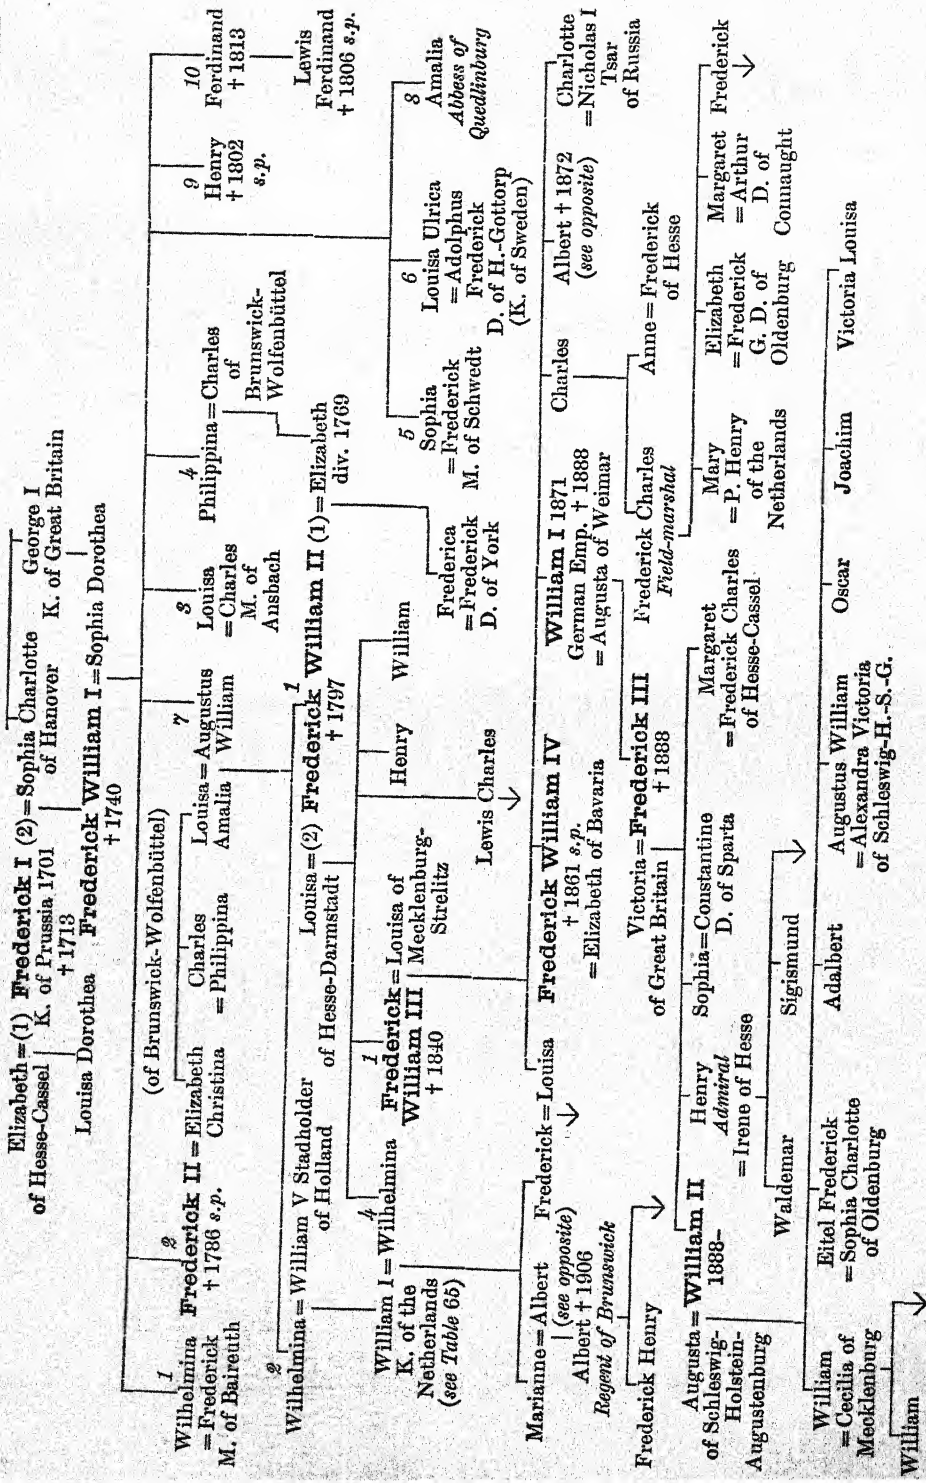 Elizabeth=(1) Frederick I (2)=Sophia Charlotte George I
of Hesse-Cassel K. of Prussia 1701 of Hanover K. of Great Britain
†1713
Louisa Dorothea Frederick William I=Sophia Dorothea
†1740
(of Brunswick-Wolfenbüttel)
1
Wilhelmina
=Frederick
M. of Baireuth
2
Frederick II=Elizabeth
†1786 s.p. Christina
Charles
=Philippina
Louisa=Augustus
Amalia William
7
3
Louisa
=Charles
M. of
Ausbach
4
Philippina=Charles
of
Brunswick-
Wolfenbüttel
9
Henry
†1802
s.p.
10
Ferdinand
†1813
Lewis
Ferdinand
†1806 s.p.
2
Wilhelmina=William V Stadholder
of Holland
Louisa=(2) Frederick William II (1)=Elizabeth
of Hesse-Darmstadt †1797 div. 1769
1
5
Sophia
=Frederick
M. of Schwedt
6
Louisa Ulrica
=Adolphus
Frederick
D. of H.-Gottorp
(K. of Sweden)
8
Amalia
Abbess of
Quedlinburg
William I=Wilhelmina
K. of the
Netherlands
(see Table 65)
4
1
Frederick=Louisa of
William III Mecklenburg-
†1840 Strelitz
Lewis Charles
Henry
William
Frederica
=Frederick
D. of York
Marianne=Albert
(see opposite)
Albert †1906
Regent of Brunswick
Frederick=Louisa
Frederick William IV
†1861 s.p.
=Elizabeth of Bavaria
William I 1871
German Emp. †1888
=Augusta of Weimar
Charles
Albert †1872
(see opposite)
Charlotte
=Nicholas I
Tsar
of Russia
Frederick Henry
Victoria=Frederick III
of Great Britain †1888
Frederick Charles
Field-marshal
Anne=Frederick
of Hesse
Augusta=William II
of Schleswig- 1888–
Holstein-
Augustenburg
Henry
Admiral
=Irene of Hesse
Sophia=Constantine
D. of Sparta
Margaret
=Frederick Charles
of Hesse-Cassel
Mary
=P. Henry
of the
Netherlands
Elizabeth
=Frederick
G. D. of
Oldenburg
Margaret
=Arthur
D. of
Connaught
Frederick
Waldemar
Sigismund
William
=Cecilia of
Mecklenburg
Eitel Frederick
=Sophia Charlotte
of Oldenburg
Adalbert
Augustus William
=Alexandra Victoria
of Schleswig-H.-S.-G.
Oscar
Joachim
Victoria Louisa
William